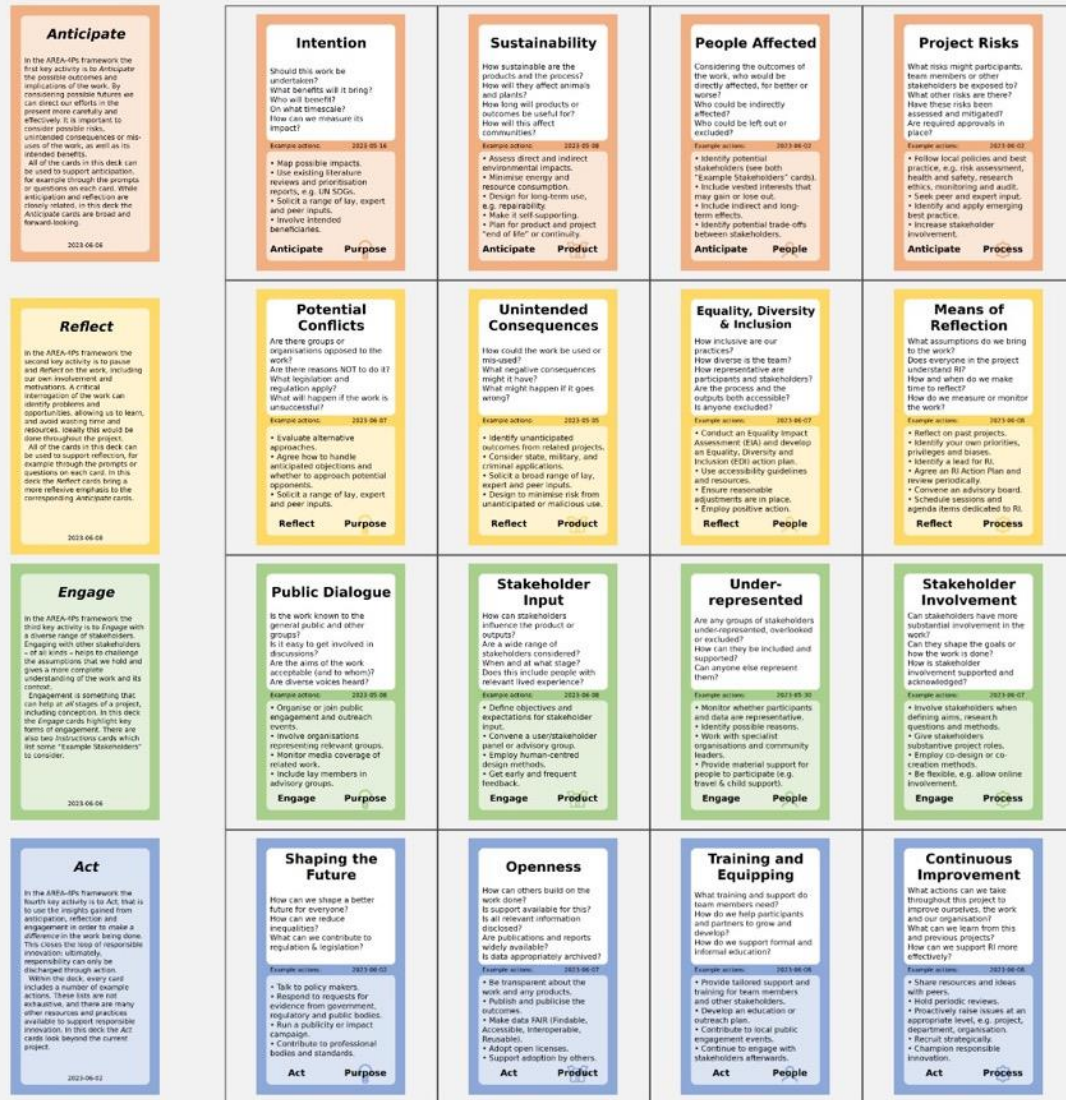 Anticipate
In the AREA-4Ps framework the
first key activity is to Anticipate
the possible outcomes and
implications of the work. By
considering possible futures we
can direct our efforts in the
present more carefully and
effectively. It is important to
consider possible risks,
unintended consequences or mis-
uses of the work, as well as its
intended benefits.
All of the cards in this deck can
be used to support anticipation,
for example through the prompts
or questions on each card. While
anticipation and reflection are
closely related, in this deck the
Anticipate cards are broad and
forward-looking.
2023-06-06
Intention
Should this work be
undertaken?
What benefits will it bring?
Who will benefit?
On what timescale?
How can we measure its
impact?
Example actions: 2023-05-16
• Map possible impacts.
• Use existing literature
reviews and prioritisation
reports, e.g. UN SDGs.
• Solicit a range of lay, expert
and peer inputs.
• Involve intended
beneficiaries.
Anticipate Purpose
Sustainability
How sustainable are the
products and the process?
How will they affect animals
and plants?
How long will products or
outcomes be useful for?
How will this affect
communities?
Example actions: 2023-05-08
• Assess direct and indirect
environmental impacts.
• Minimise energy and
resource consumption.
• Design for long-term use,
e.g. repairability.
• Make it self-supporting.
• Plan for product and project
"end of life" or continuity.
Anticipate Product
People Affected
Considering the outcomes of
the work, who would be
directly affected, for better or
worse?
Who could be indirectly
affected?
Who could be left out or
excluded?
Example actions: 2023-06-02
• Identify potential
stakeholders (see both
"Example Stakeholders" cards).
• Include vested interests that
may gain or lose out.
• Include indirect and long-
term effects.
• Identify potential trade-offs
between stakeholders.
Anticipate People
Project Risks
What risks might participants,
team members or other
stakeholders be exposed to?
What other risks are there?
Have these risks been
assessed and mitigated?
Are required approvals in
place?
Example actions: 2023-06-02
• Follow local policies and best
practice, e.g. risk assessment,
health and safety, research
ethics, monitoring and audit.
• Seek peer and expert input.
• Identify and apply emerging
best practice.
• Increase stakeholder
involvement.
Anticipate Process
Reflect
In the AREA-4Ps framework the
second key activity is to pause
and Reflect on the work, including
our own involvement and
motivations. A critical
interrogation of the work can
identify problems and
opportunities, allowing us to learn,
and avoid wasting time and
resources. Ideally this would be
done throughout the project.
All of the cards in this deck can
be used to support reflection, for
example through the prompts or
questions on each card. In this
deck the Reflect cards bring a
more reflexive emphasis to the
corresponding Anticipate cards.
2023-06-08
Potential
Conflicts
Are there groups or
organisations opposed to the
work?
Are there reasons NOT to do it?
What legislation and
regulation apply?
What will happen if the work is
unsuccessful?
Example actions: 2023-06-07
• Evaluate alternative
approaches.
• Agree how to handle
anticipated objections and
whether to approach potential
opponents.
• Solicit a range of lay, expert
and peer inputs.
Reflect Purpose
Unintended
Consequences
How could the work be used or
mis-used?
What negative consequences
might it have?
What might happen if it goes
wrong?
Example actions: 2023-05-05
• Identify unanticipated
outcomes from related projects.
• Consider state, military, and
criminal applications.
• Solicit a broad range of lay,
expert and peer inputs.
• Design to minimise risk from
unanticipated or malicious use.
Reflect Product
Equality, Diversity
& Inclusion
How inclusive are our
practices?
How diverse is the team?
How representative are
participants and stakeholders?
Are the process and the
outputs both accessible?
Is anyone excluded?
Example actions: 2023-06-07
• Conduct an Equality Impact
Assessment (EIA) and develop
an Equality, Diversity and
Inclusion (EDI) action plan.
• Use accessibility guidelines
and resources.
• Ensure reasonable
adjustments are in place.
• Employ positive action.
Reflect People
Means of
Reflection
What assumptions do we bring
to the work?
Does everyone in the project
understand RI?
How and when do we make
time to reflect?
How do we measure or monitor
the work?
Example actions: 2023-06-08
• Reflect on past projects.
• Identify your own priorities,
privileges and biases.
• Identify a lead for RI.
• Agree an RI Action Plan and
review periodically.
• Convene an advisory board.
• Schedule sessions and
agenda items dedicated to RI.
Reflect Process
Engage
In the AREA-4Ps framework the
third key activity is to Engage with
a diverse range of stakeholders.
Engaging with other stakeholders
– of all kinds – helps to challenge
the assumptions that we hold and
gives a more complete
understanding of the work and its
context.
Engagement is something that
can help at all stages of a project,
including conception. In this deck
the Engage cards highlight key
forms of engagement. There are
also two Instructions cards which
list some "Example Stakeholders"
to consider.
2023-06-06
Public Dialogue
Is the work known to the
general public and other
groups?
Is it easy to get involved in
discussions?
Are the aims of the work
acceptable (and to whom)?
Are diverse voices heard?
Example actions: 2023-05-08
• Organise or join public
engagement and outreach
events.
• Involve organisations
representing relevant groups.
• Monitor media coverage of
related work.
• Include lay members in
advisory groups.
Engage Purpose
Stakeholder
Input
How can stakeholders
influence the product or
outputs?
Are a wide range of
stakeholders considered?
When and at what stage?
Does this include people with
relevant lived experience?
Example actions: 2023-06-08
• Define objectives and
expectations for stakeholder
input.
• Convene a user/stakeholder
panel or advisory group.
• Employ human-centred
design methods.
• Get early and frequent
feedback.
Engage Product
Under-
represented
Are any groups of stakeholders
under-represented, overlooked
or excluded?
How can they be included and
supported?
Can anyone else represent
them?
Example actions: 2023-05-30
• Monitor whether participants
and data are representative.
• Identify possible reasons.
• Work with specialist
organisations and community
leaders.
• Provide material support for
people to participate (e.g.
travel & child support).
Engage People
Stakeholder
Involvement
Can stakeholders have more
substantial involvement in the
work?
Can they shape the goals or
how the work is done?
How is stakeholder
involvement supported and
acknowledged?
Example actions: 2023-06-07
• Involve stakeholders when
defining aims, research
questions and methods.
• Give stakeholders
substantive project roles.
• Employ co-design or co-
creation methods.
• Be flexible, e.g. allow online
involvement.
Engage Process
Act
In the AREA-4Ps framework the
fourth key activity is to Act, that is
to use the insights gained from
anticipation, reflection and
engagement in order to make a
difference in the work being done.
This closes the loop of responsible
innovation: ultimately,
responsibility can only be
discharged through action.
Within the deck, every card
includes a number of example
actions. These lists are not
exhaustive, and there are many
other resources and practices
available to support responsible
innovation. In this deck the Act
cards look beyond the current
project.
2023-06-02
Shaping the
Future
How can we shape a better
future for everyone?
How can we reduce
inequalities?
What can we contribute to
regulation & legislation?
Example actions: 2023-06-02
• Talk to policy makers.
• Respond to requests for
evidence from government,
regulatory and public bodies.
• Run a publicity or impact
campaign.
• Contribute to professional
bodies and standards.
Act Purpose
Openness
How can others build on the
work done?
Is support available for this?
Is all relevant information
disclosed?
Are publications and reports
widely available?
Is data appropriately archived?
Example actions: 2023-06-07
• Be transparent about the
work and any products.
• Publish and publicise the
outcomes.
• Make data FAIR (Findable,
Accessible, Interoperable,
Reusable).
• Adopt open licenses.
• Support adoption by others.
Act Product
Training and
Equipping
What training and support do
team members need?
How do we help participants
and partners to grow and
develop?
How do we support formal and
informal education?
Example actions: 2023-06-08
• Provide tailored support and
training for team members
and other stakeholders.
• Develop an education or
outreach plan.
• Contribute to local public
engagement events.
• Continue to engage with
stakeholders afterwards.
Act People
Continuous
Improvement
What actions can we take
throughout this project to
improve ourselves, the work
and our organisation?
What can we learn from this
and previous projects?
How can we support RI more
effectively?
Example actions: 2023-06-08
• Share resources and ideas
with peers.
• Hold periodic reviews.
• Proactively raise issues at an
appropriate level, e.g. project,
department, organisation.
• Recruit strategically.
• Champion responsible
innovation.
Act Process